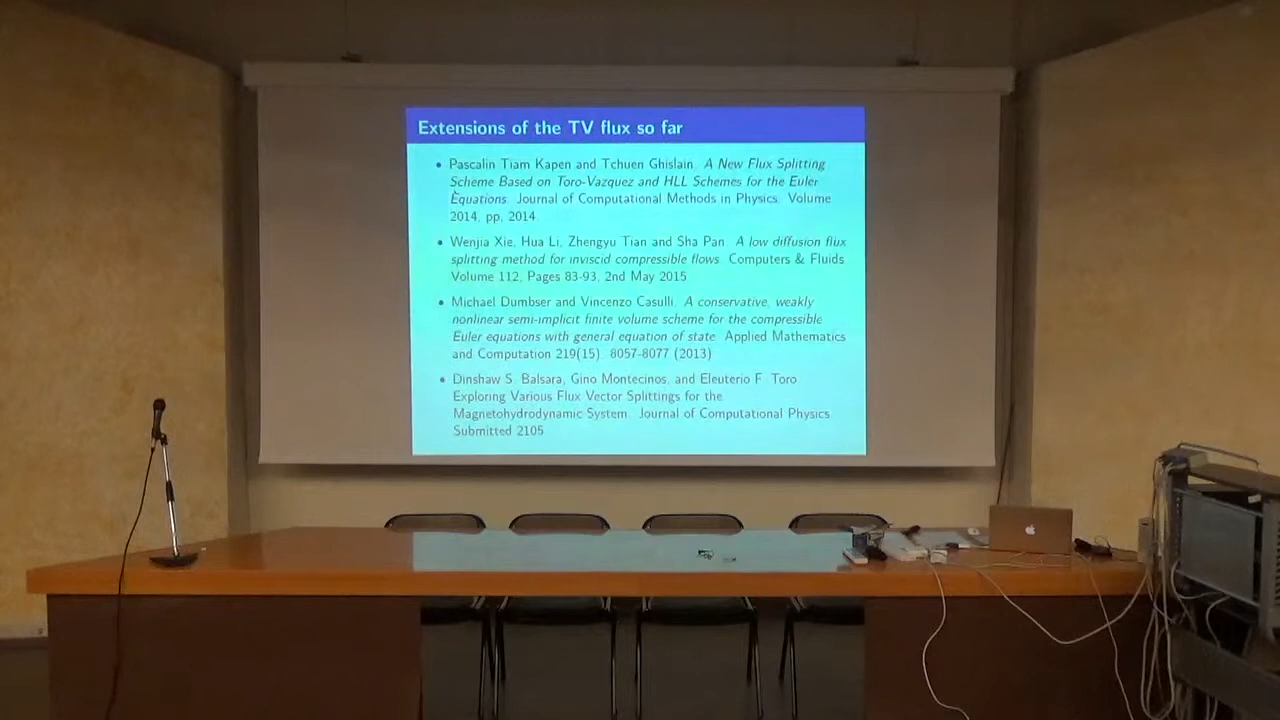 Extensions of the TV flux so far
• Pascalin Tiam Kapen and Tchuen Ghislain. A New Flux Splitting
Scheme Based on Toro-Vazquez and HLL Schemes for the Euler
Èquations. Journal of Computational Methods in Physics. Volume
2014, pp, 2014.
• Wenjia Xie, Hua Li, Zhengyu Tian and Sha Pan. A low diffusion flux
splitting method for inviscid compressible flows. Computers & Fluids
Volume 112, Pages 83-93, 2nd May 2015
• Michael Dumbser and Vincenzo Casulli. A conservative, weakly
nonlinear semi-implicit finite volume scheme for the compressible
Euler equations with general equation of state. Applied Mathematics
and Computation 219(15): 8057-8077 (2013)
• Dinshaw S. Balsara, Gino Montecinos, and Eleuterio F. Toro
Exploring Various Flux Vector Splittings for the
Magnetohydrodynamic System. Journal of Computational Physics.
Submitted 2105